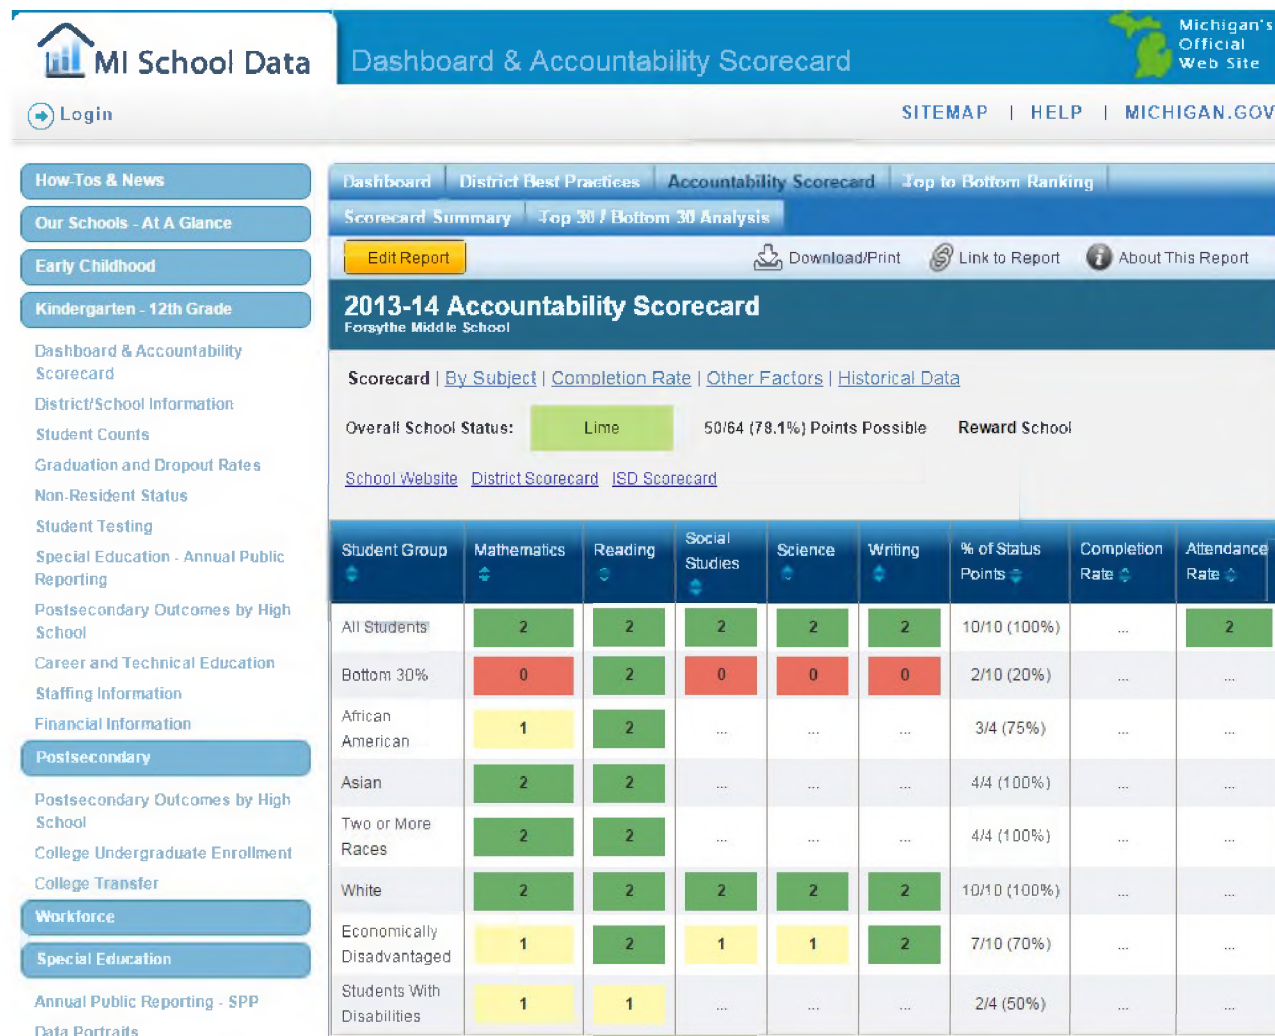 MI School Data
Dashboard & Accountability Scorecard
Michigan's
Official
Web Site
Login
SITEMAP | HELP | MICHIGAN.GOV
How-Tos & News
Our Schools - At A Glance
Early Childhood
Kindergarten - 12th Grade
Dashboard & Accountability
Scorecard
District/School Information
Student Counts
Graduation and Dropout Rates
Non-Resident Status
Student Testing
Special Education - Annual Public
Reporting
Postsecondary Outcomes by High
School
Career and Technical Education
Staffing Information
Financial Information
Postsecondary
Postsecondary Outcomes by High
School
College Undergraduate Enrollment
College Transfer
Workforce
Special Education
Annual Public Reporting - SPP
Data Portraits
Dashboard District Best Practices Accountability Scorecard Top to Bottom Ranking
Scorecard Summary Top 30 / Bottom 30 Analysis
Edit Report Download/Print Link to Report About This Report
2013-14 Accountability Scorecard
Forsythe Middle School
Scorecard | By Subject | Completion Rate | Other Factors | Historical Data
Overall School Status: Lime 50/64 (78.1%) Points Possible Reward School
School Website District Scorecard ISD Scorecard
Student Group Mathematics Reading Social Studies Science Writing % of Status Points Completion Rate Attendance Rate
All Students 2 2 2 2 2 10/10 (100%) ... 2
Bottom 30% 0 2 0 0 0 2/10 (20%) ... ...
African American 1 2 ... ... ... 3/4 (75%) ... ...
Asian 2 2 ... ... ... 4/4 (100%) ... ...
Two or More Races 2 2 ... ... ... 4/4 (100%) ... ...
White 2 2 2 2 2 10/10 (100%) ... ...
Economically Disadvantaged 1 2 1 1 2 7/10 (70%) ... ...
Students With Disabilities 1 1 ... ... ... 2/4 (50%) ... ...